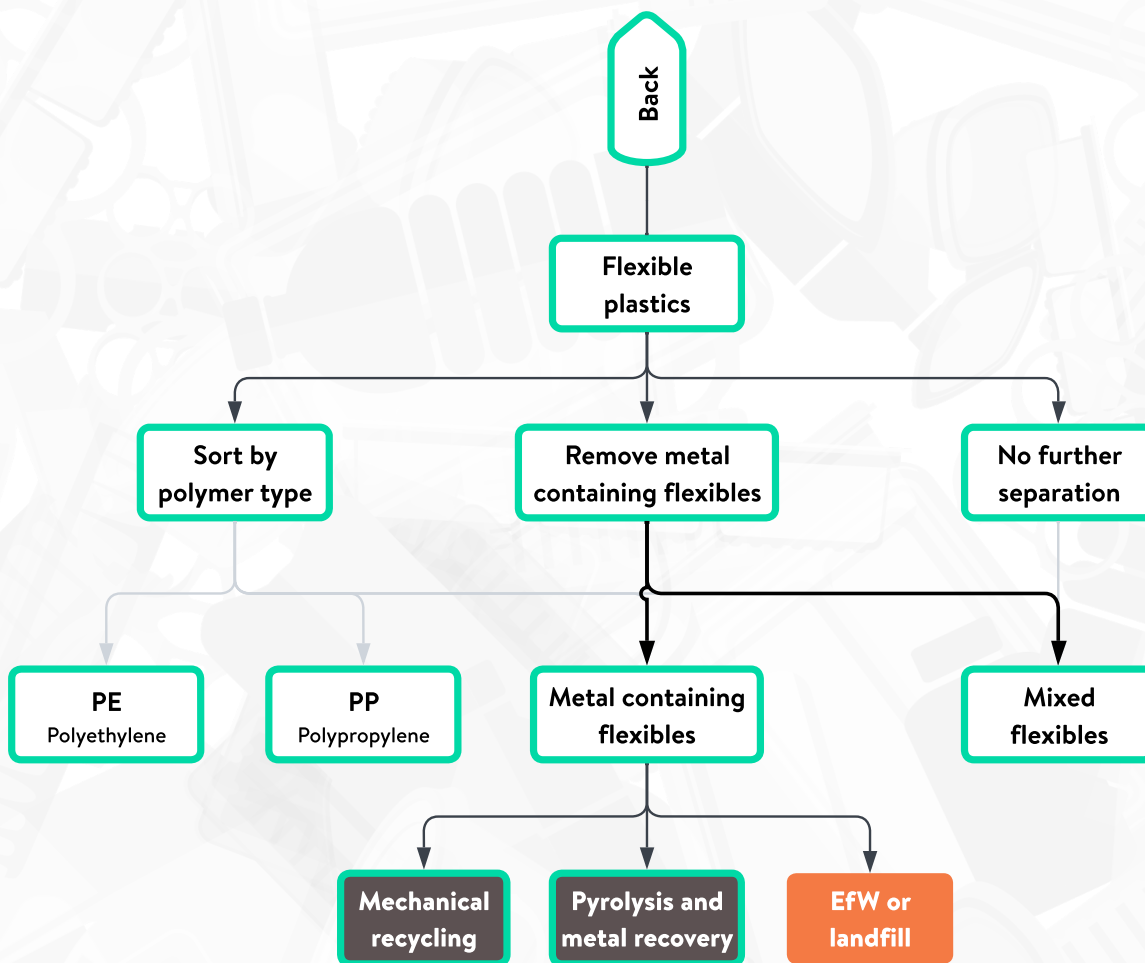 Back
Flexible
plastics
Sort by
polymer type
Remove metal
containing flexibles
No further
separation
PE
Polyethylene
PP
Polypropylene
Metal containing
flexibles
Mixed
flexibles
Mechanical
recycling
Pyrolysis and
metal recovery
EfW or
landfill